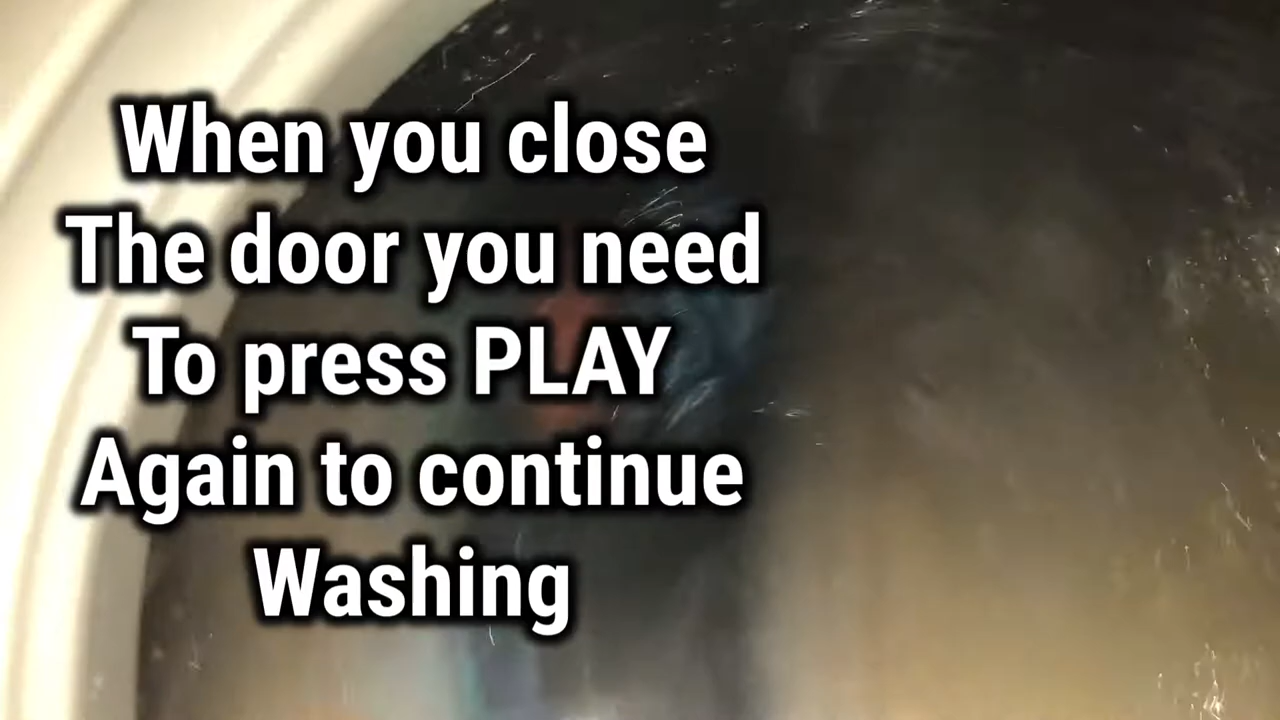 When you close
The door you need
To press PLAY
Again to continue
Washing